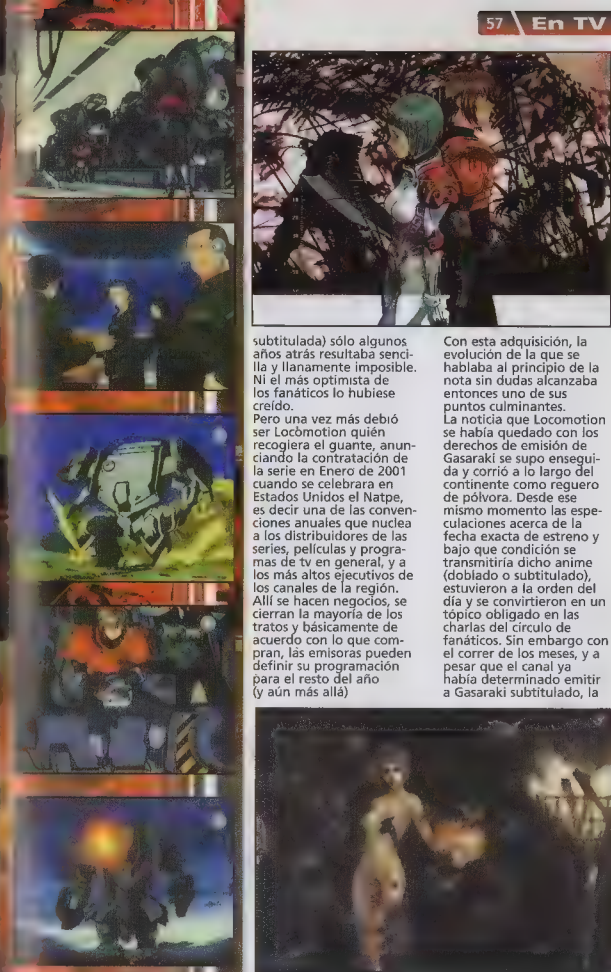 57 \ En TV
subtitulada) sólo algunos
años atrás resultaba senci-
lla y llanamente imposible.
Ni el más optimista de
los fanáticos lo hubiese
creído.
Pero una vez más debió
ser Locòmotion quién
recogiera el guante, anun-
ciando la contratación de
la serie en Enero de 2001
cuando se celebrara en
Estados Unidos el Natpe,
es decir una de las conven-
ciones anuales que nuclea
a los distribuidores de las
series, películas y progra-
mas de tv en general, y a
los más altos ejecutivos de
los canales de la región.
Allí se hacen negocios, se
cierran la mayoría de los
tratos y básicamente de
acuerdo con lo que com-
pran, las emisoras pueden
definir su programación
para el resto del año
(y aún más allá)
Con esta adquisición, la
evolución de la que se
hablaba al principio de la
nota sin dudas alcanzaba
entonces uno de sus
puntos culminantes.
La noticia que Locomotion
se había quedado con los
derechos de emisión de
Gasaraki se supo ensegui-
da y corrió a lo largo del
continente como reguero
de pólvora. Desde ese
mismo momento las espe-
culaciones acerca de la
fecha exacta de estreno y
bajo que condición se
transmitiría dicho anime
(doblado o subtitulado),
estuvieron a la orden del
día y se convirtieron en un
tópico obligado en las
charlas del círculo de
fanáticos. Sin embargo con
el correr de los meses, y a
pesar que el canal ya
había determinado emitir
a Gasaraki subtitulado, la